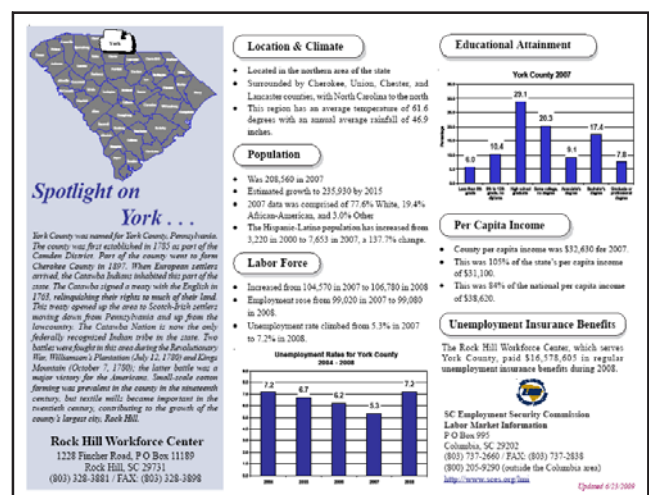 York
Spotlight on
York . . .
York County was named for York County, Pennsylvania.
The county was first established in 1785 as part of the
Camden District. Part of the county went to form
Cherokee County in 1897. When European settlers
arrived, the Catawba Indians inhabited this part of the
state. The Catawba signed a treaty with the English in
1763, relinquishing their rights to much of their land.
This treaty opened up the area to Scotch-Irish settlers
moving down from Pennsylvania and up from the
lowcountry. The Catawba Nation is now the only
federally recognized Indian tribe in the state. Two
battles were fought in this area during the Revolutionary
War, Williamson's Plantation (July 12, 1780) and Kings
Mountain (October 7, 1780); the latter battle was a
major victory for the Americans. Small-scale cotton
farming was prevalent in the county in the nineteenth
century, but textile mills became important in the
twentieth century, contributing to the growth of the
county's largest city, Rock Hill.
Rock Hill Workforce Center
1228 Fincher Road, P O Box 11189
Rock Hill, SC 29731
(803) 328-3881 / FAX: (803) 328-3898
Location & Climate
Located in the northern area of the state
Surrounded by Cherokee, Union, Chester, and
Lancaster counties, with North Carolina to the north
This region has an average temperature of 61.6
degrees with an annual average rainfall of 46.9
inches.
Population
Was 208,560 in 2007
Estimated growth to 235,930 by 2015
2007 data was comprised of 77.6% White, 19.4%
African-American, and 3.0% Other
The Hispanic-Latino population has increased from
3,220 in 2000 to 7,653 in 2007, a 137.7% change.
Labor Force
Increased from 104,570 in 2007 to 106,780 in 2008
Employment rose from 99,020 in 2007 to 99,080
in 2008.
Unemployment rate climbed from 5.3% in 2007
to 7.2% in 2008.
Unemployment Rates for York County
2004 - 2008
7.2
6.7
6.2
5.3
7.2
2004 2005 2006 2007 2008
Educational Attainment
York County 2007
Percentage
6.0
10.4
29.1
20.3
9.1
17.4
7.8
Per Capita Income
County per capita income was $32,630 for 2007.
This was 105% of the state's per capita income
of $31,100.
This was 84% of the national per capita income
of $38,620.
Unemployment Insurance Benefits
The Rock Hill Workforce Center, which serves
York County, paid $16,578,605 in regular
unemployment insurance benefits during 2008.
SC Employment Security Commission
Labor Market Information
P O Box 995
Columbia, SC 29202
(803) 737-2660 / FAX: (803) 737-2838
(800) 205-9290 (outside the Columbia area)
http://www.sces.org/lmi
Updated 6/25/2009